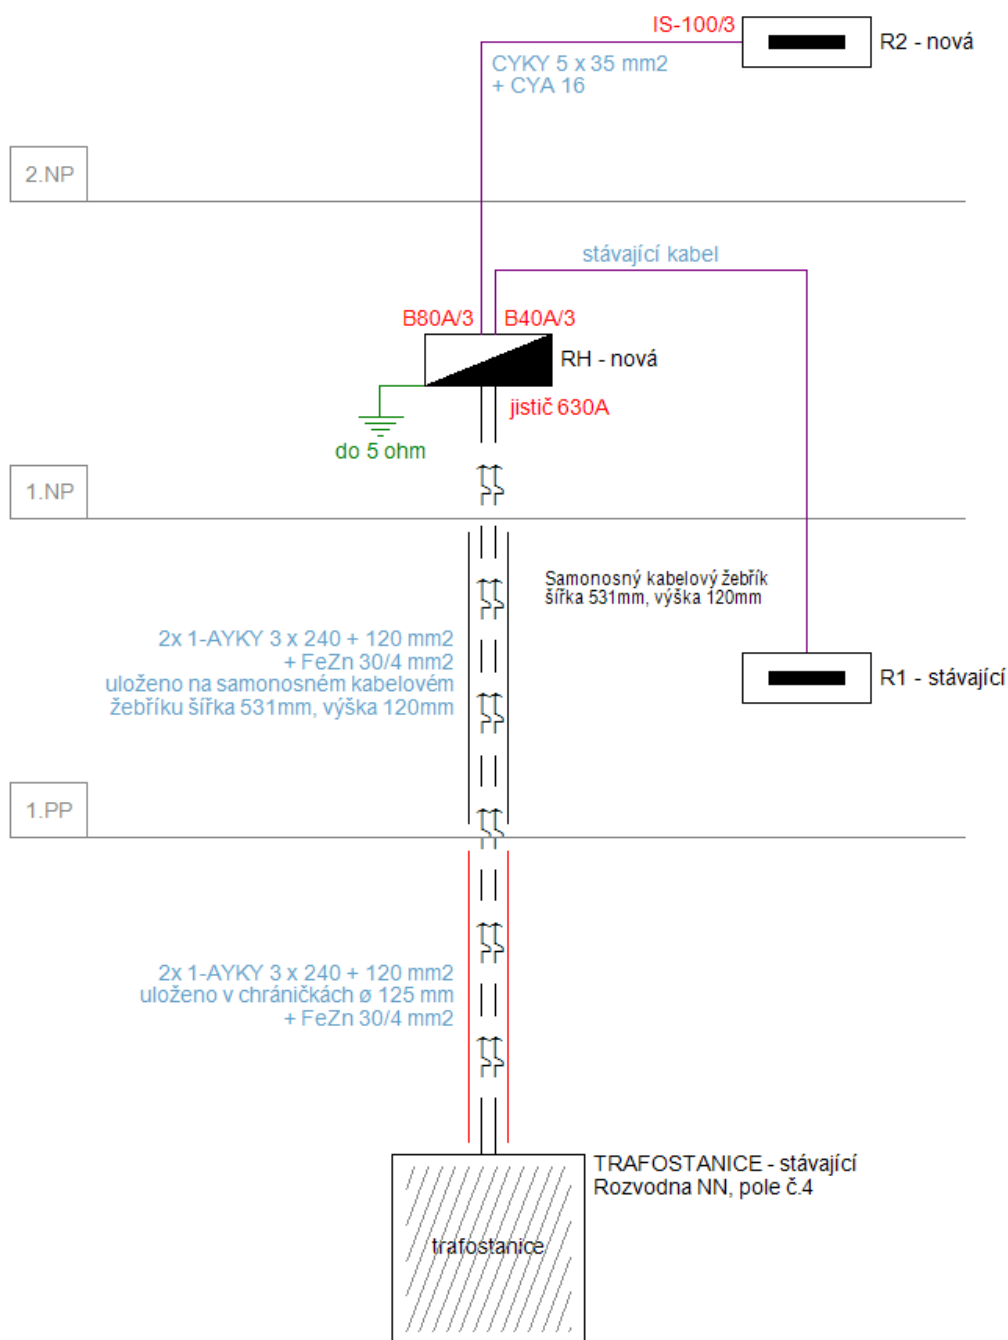 IS-100/3
R2 - nová
CYKY 5 x 35 mm2
+ CYA 16
2.NP
stávající kabel
B80A/3
B40A/3
RH - nová
jistič 630A
do 5 ohm
1.NP
Samonosný kabelový žebřík
šířka 531mm, výška 120mm
2x 1-AYKY 3 x 240 + 120 mm2
+ FeZn 30/4 mm2
uloženo na samonosném kabelovém
žebříku šířka 531mm, výška 120mm
R1 - stávající
1.PP
2x 1-AYKY 3 x 240 + 120 mm2
uloženo v chráničkách ø 125 mm
+ FeZn 30/4 mm2
TRAFOSTANICE - stávající
Rozvodna NN, pole č.4
trafostanice